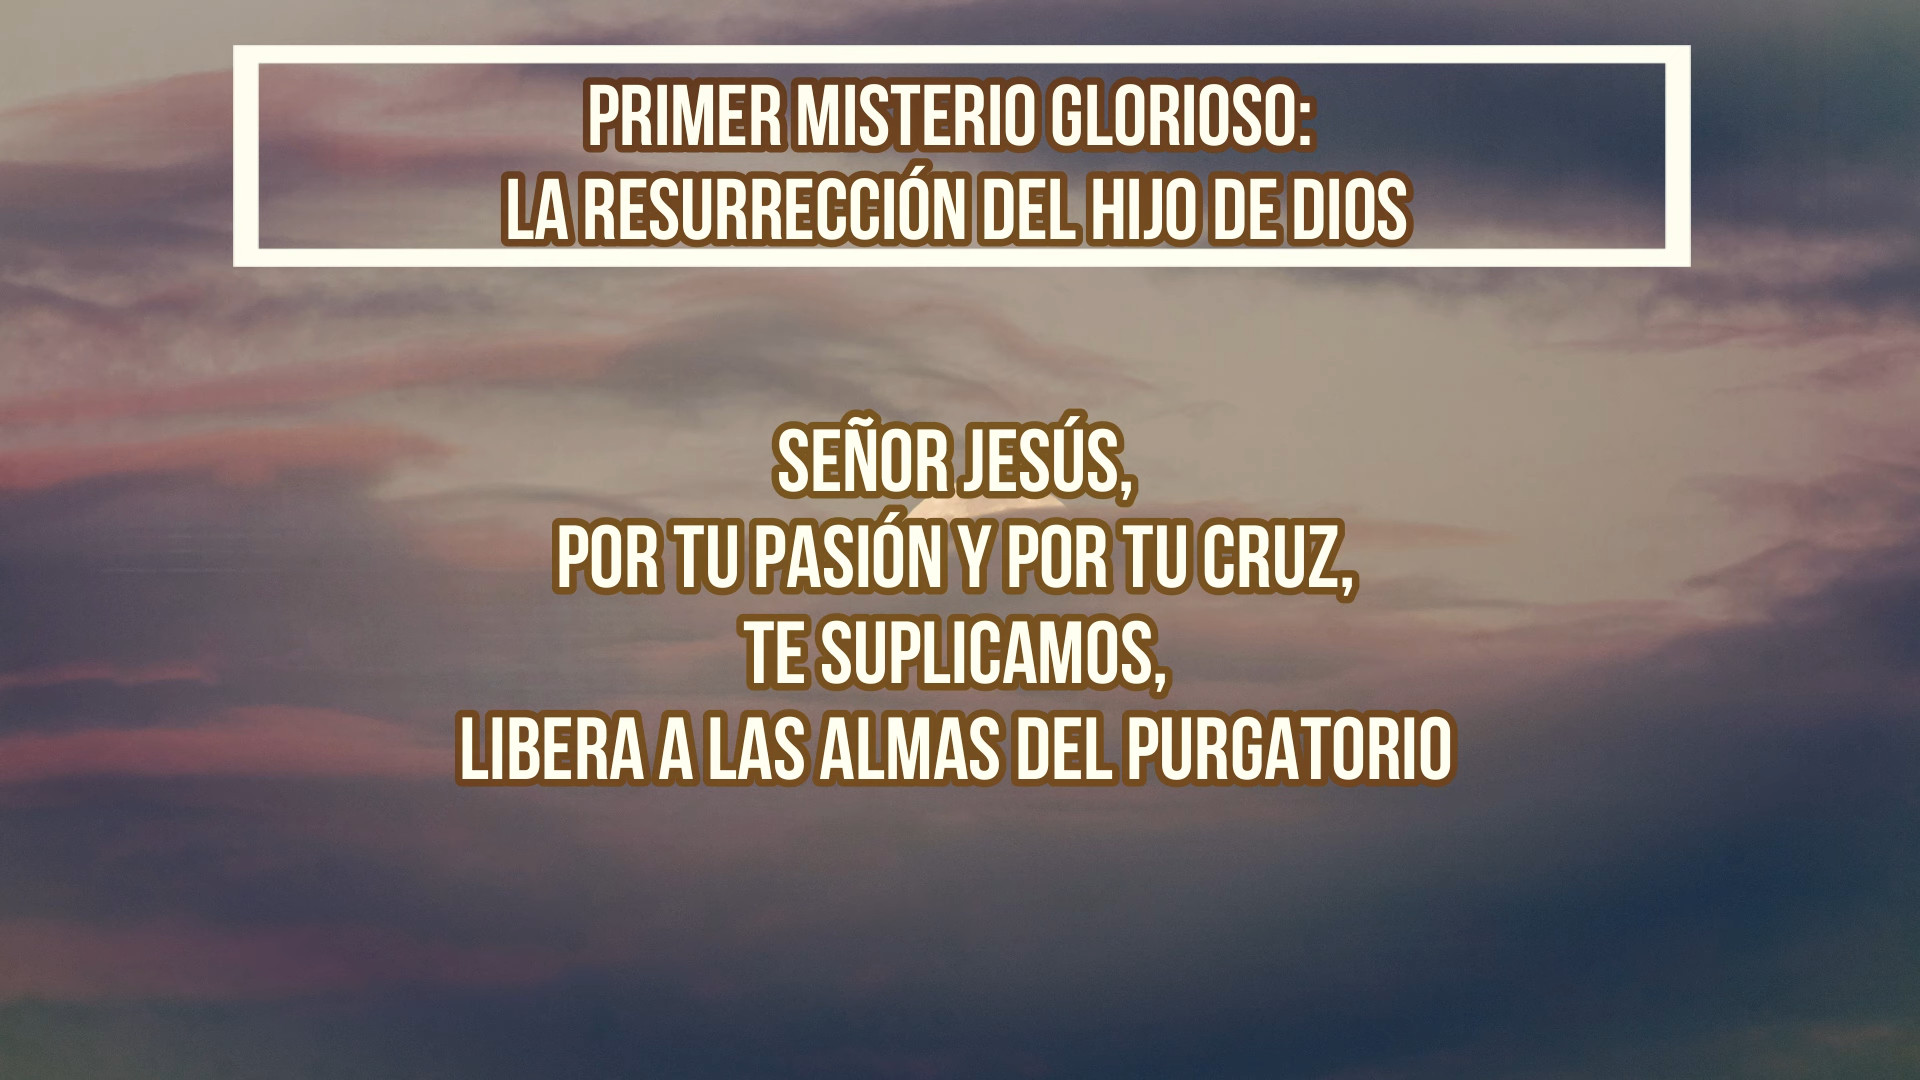 PRIMER MISTERIO GLORIOSO:
LA RESURRECCIÓN DEL HIJO DE DIOS
SEÑOR JESÚS,
POR TU PASIÓN Y POR TU CRUZ,
TE SUPLICAMOS,
LIBERA A LAS ALMAS DEL PURGATORIO